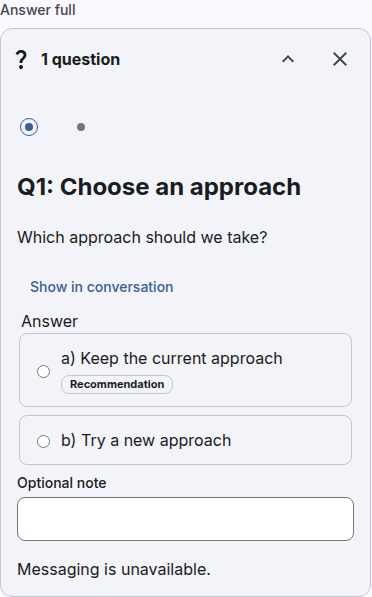 Answer full
? 1 question
Q1: Choose an approach
Which approach should we take?
Show in conversation
Answer
a) Keep the current approach
Recommendation
b) Try a new approach
Optional note
Messaging is unavailable.